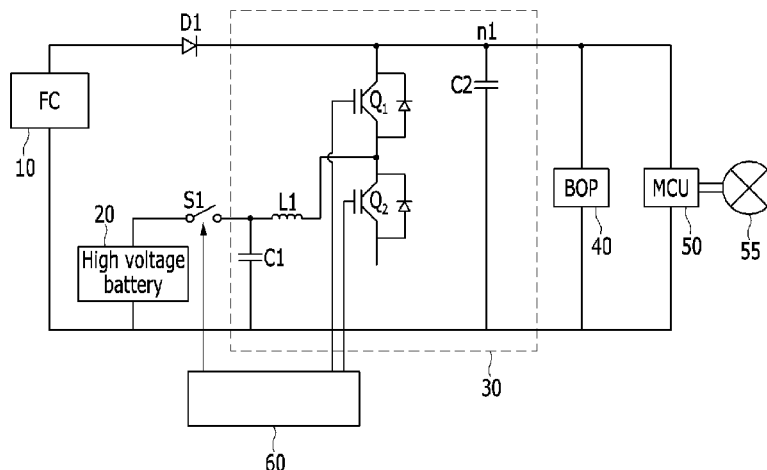 D1
n1
FC
10
Q1
C2
S1
L1
Q2
20
High voltage
battery
C1
BOP
40
MCU
50
55
30
60